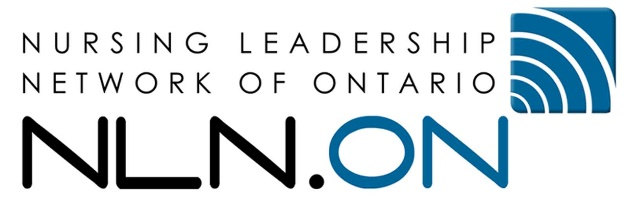 NURSING LEADERSHIP
NETWORK OF ONTARIO
NLN.ON